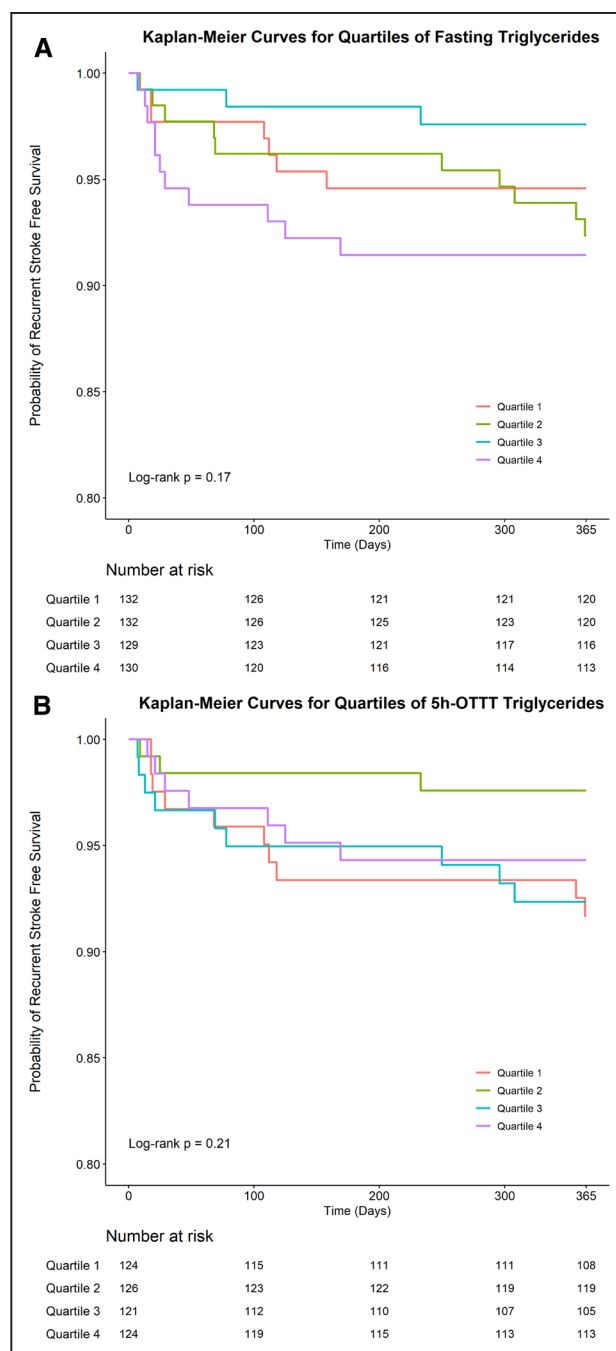 A
Kaplan-Meier Curves for Quartiles of Fasting Triglycerides
Probability of Recurrent Stroke Free Survival
1.00
0.95
0.90
0.85
0.80
Quartile 1
Quartile 2
Quartile 3
Quartile 4
Log-rank p = 0.17
0 100 200 300 365
Time (Days)
Number at risk
Quartile 1 132 126 121 121 120
Quartile 2 132 126 125 123 120
Quartile 3 129 123 121 117 116
Quartile 4 130 120 116 114 113
B
Kaplan-Meier Curves for Quartiles of 5h-OTTT Triglycerides
Probability of Recurrent Stroke Free Survival
1.00
0.95
0.90
0.85
0.80
Quartile 1
Quartile 2
Quartile 3
Quartile 4
Log-rank p = 0.21
0 100 200 300 365
Time (Days)
Number at risk
Quartile 1 124 115 111 111 108
Quartile 2 126 123 122 119 119
Quartile 3 121 112 110 107 105
Quartile 4 124 119 115 113 113